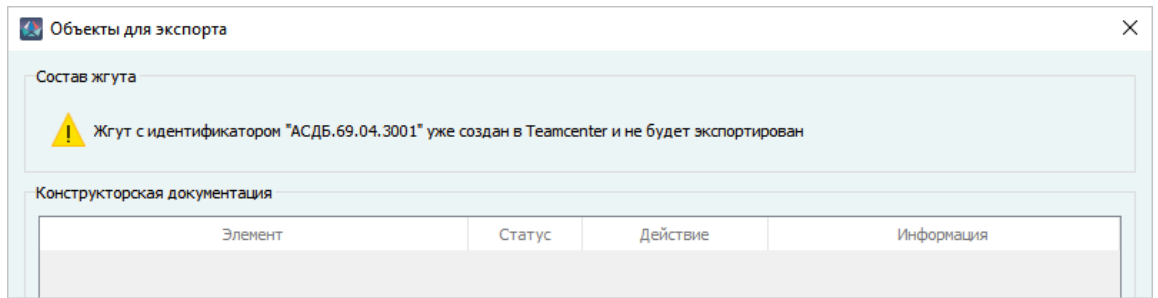 Объекты для экспорта
Состав жгута
Жгут с идентификатором "АСДБ.69.04.3001" уже создан в Teamcenter и не будет экспортирован
Конструкторская документация
Элемент Статус Действие Информация